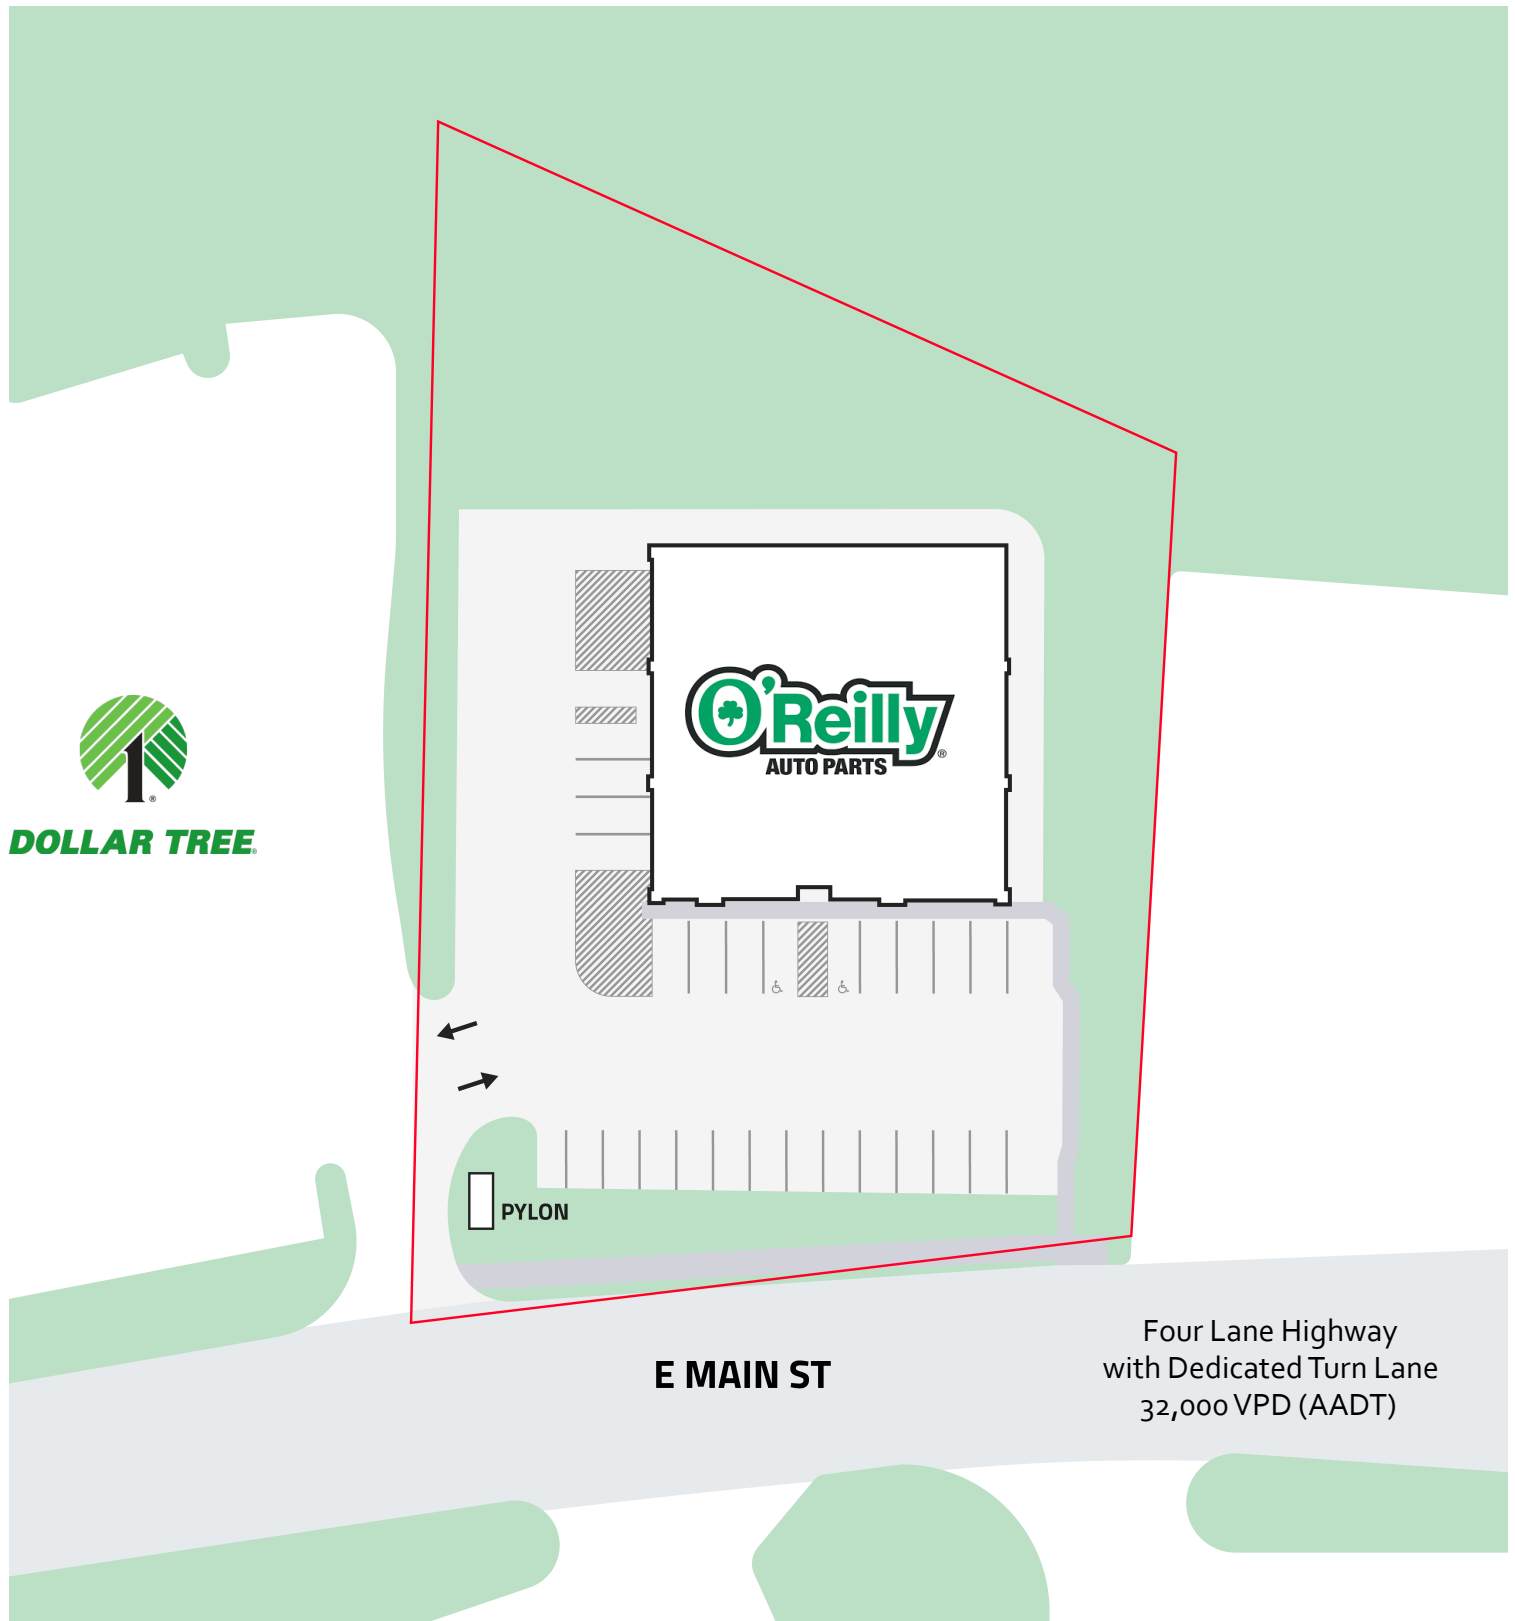 O'Reilly®
AUTO PARTS
1®
DOLLAR TREE®
PYLON
E MAIN ST
Four Lane Highway
with Dedicated Turn Lane
32,000 VPD (AADT)